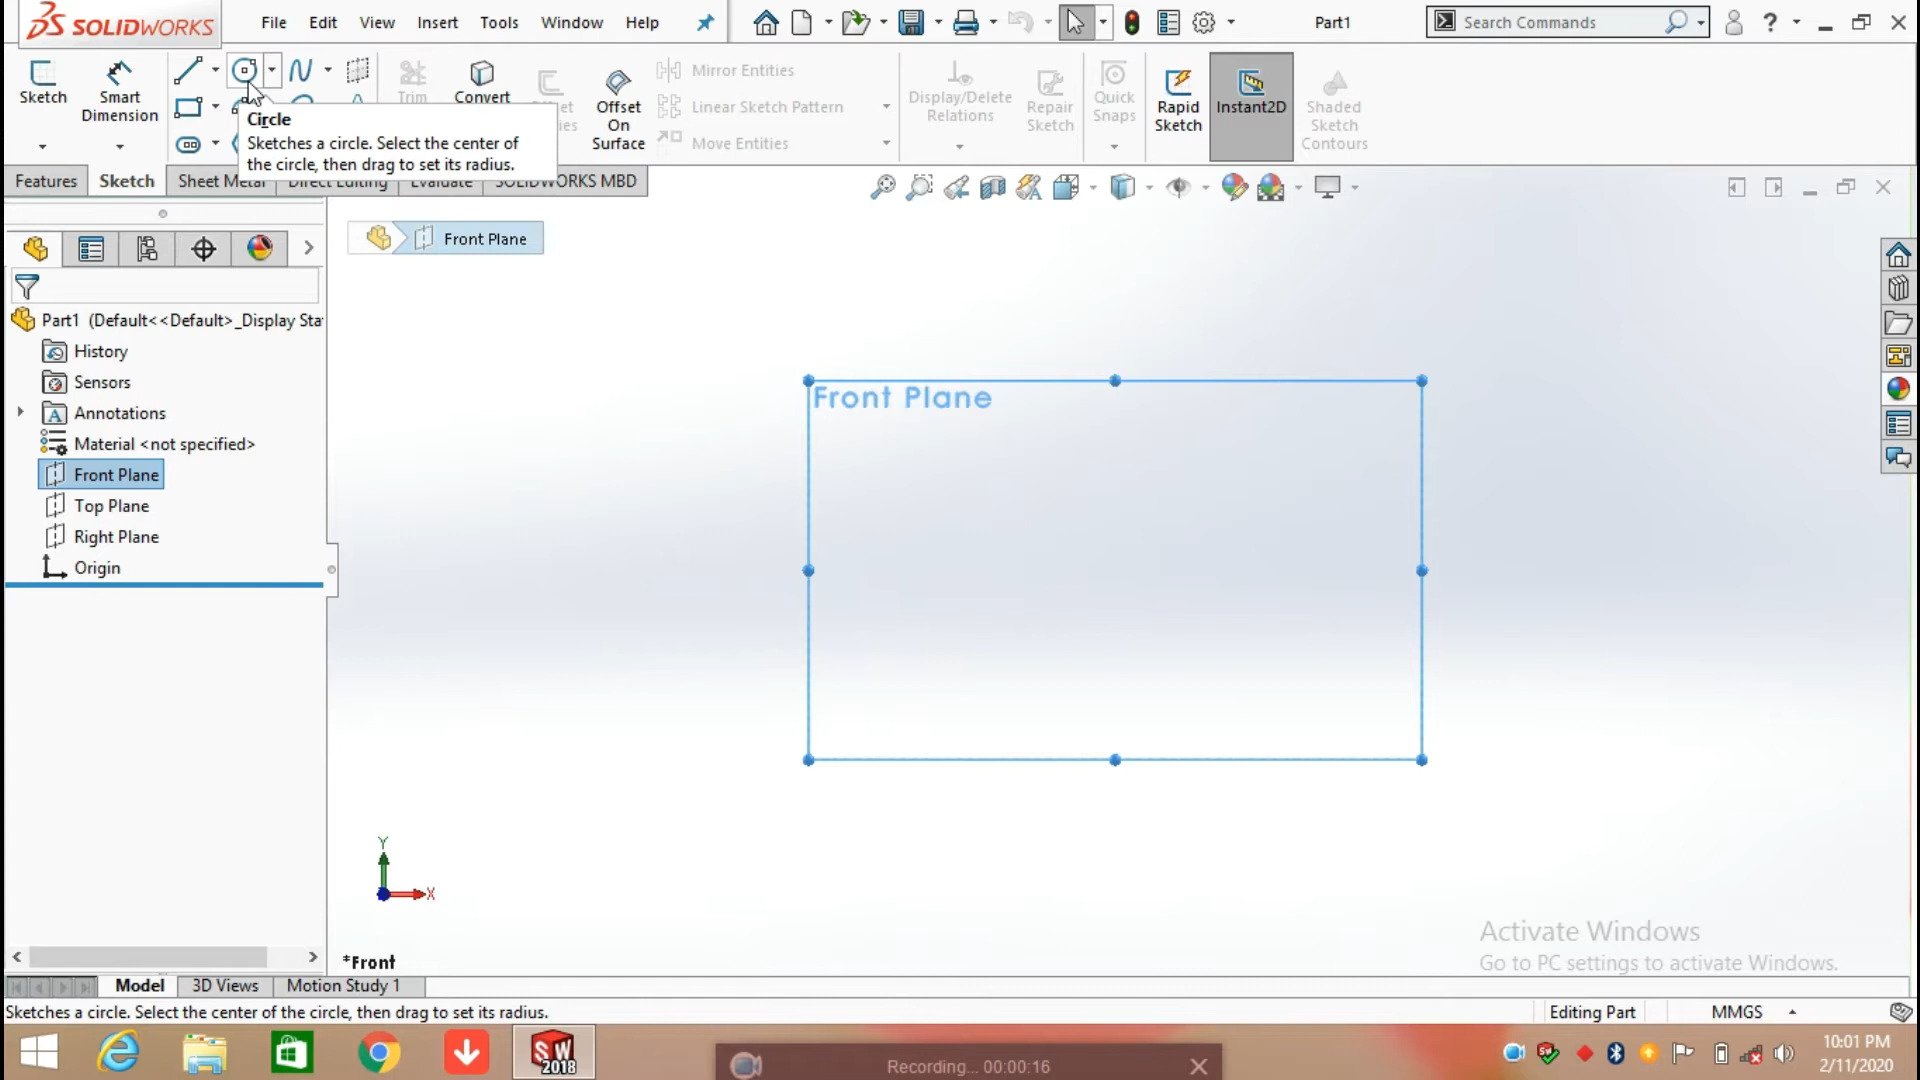 SOLIDWORKS
File Edit View Insert Tools Window Help
Part1
Search Commands
Sketch
Smart
Dimension
Trim
Convert
Offset
On
Surface
Mirror Entities
Linear Sketch Pattern
Move Entities
Display/Delete
Relations
Repair
Sketch
Quick
Snaps
Rapid
Sketch
Instant2D
Shaded
Sketch
Contours
Circle
Sketches a circle. Select the center of
the circle, then drag to set its radius.
Features Sketch Sheet Metal Direct Editing Evaluate SOLIDWORKS MBD
Front Plane
Part1 (Default<<Default>_Display Sta
History
Sensors
Annotations
Material <not specified>
Front Plane
Top Plane
Right Plane
Origin
Front Plane
Y
X
*Front
Activate Windows
Go to PC settings to activate Windows.
Model 3D Views Motion Study 1
Sketches a circle. Select the center of the circle, then drag to set its radius.
Editing Part MMGS
SW
2018
Recording... 00:00:16
10:01 PM
2/11/2020